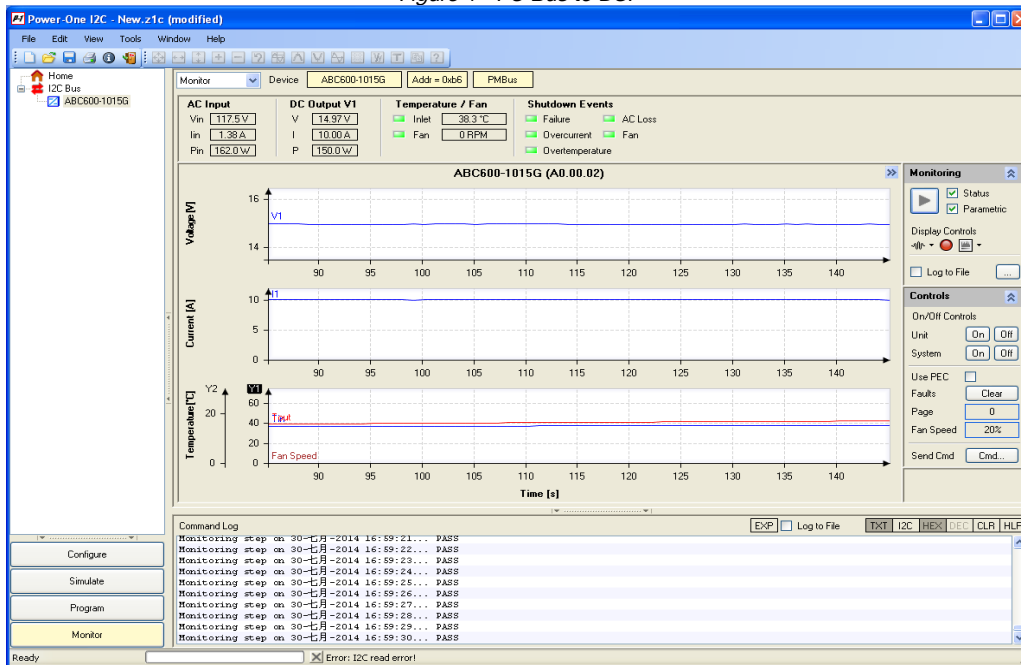 Power-One I2C - New.z1c (modified)
File Edit View Tools Window Help
Home
I2C Bus
ABC600-1015G
Monitor Device ABC600-1015G Addr = 0xb6 PMBus
AC Input DC Output V1 Temperature / Fan Shutdown Events
Vin 117.5 V V 14.97 V Inlet 38.3 °C Failure AC Loss
Iin 1.38 A I 10.00 A Fan 0 RPM Overcurrent Fan
Pin 162.0 W P 150.0 W Overtemperature
ABC600-1015G (A0.00.02)
Voltage [V]
16
V1
14
90 95 100 105 110 115 120 125 130 135 140
Current [A]
10
I1
5
0
90 95 100 105 110 115 120 125 130 135 140
Temperature [°C]
Y2 Y1
60
20 40
20
0 0
Fan Speed
90 95 100 105 110 115 120 125 130 135 140
Time [s]
Monitoring
Status
Parametric
Display Controls
Log to File ...
Controls
On/Off Controls
Unit On Off
System On Off
Use PEC
Faults Clear
Page 0
Fan Speed 20%
Send Cmd Cmd...
Configure
Simulate
Program
Monitor
Command Log EXP Log to File TXT I2C HEX DEC CLR HLP
Monitoring step on 30-七月-2014 16:59:21... PASS
Monitoring step on 30-七月-2014 16:59:22... PASS
Monitoring step on 30-七月-2014 16:59:23... PASS
Monitoring step on 30-七月-2014 16:59:24... PASS
Monitoring step on 30-七月-2014 16:59:25... PASS
Monitoring step on 30-七月-2014 16:59:26... PASS
Monitoring step on 30-七月-2014 16:59:27... PASS
Monitoring step on 30-七月-2014 16:59:28... PASS
Monitoring step on 30-七月-2014 16:59:29... PASS
Monitoring step on 30-七月-2014 16:59:30... PASS
Ready Error: I2C read error!